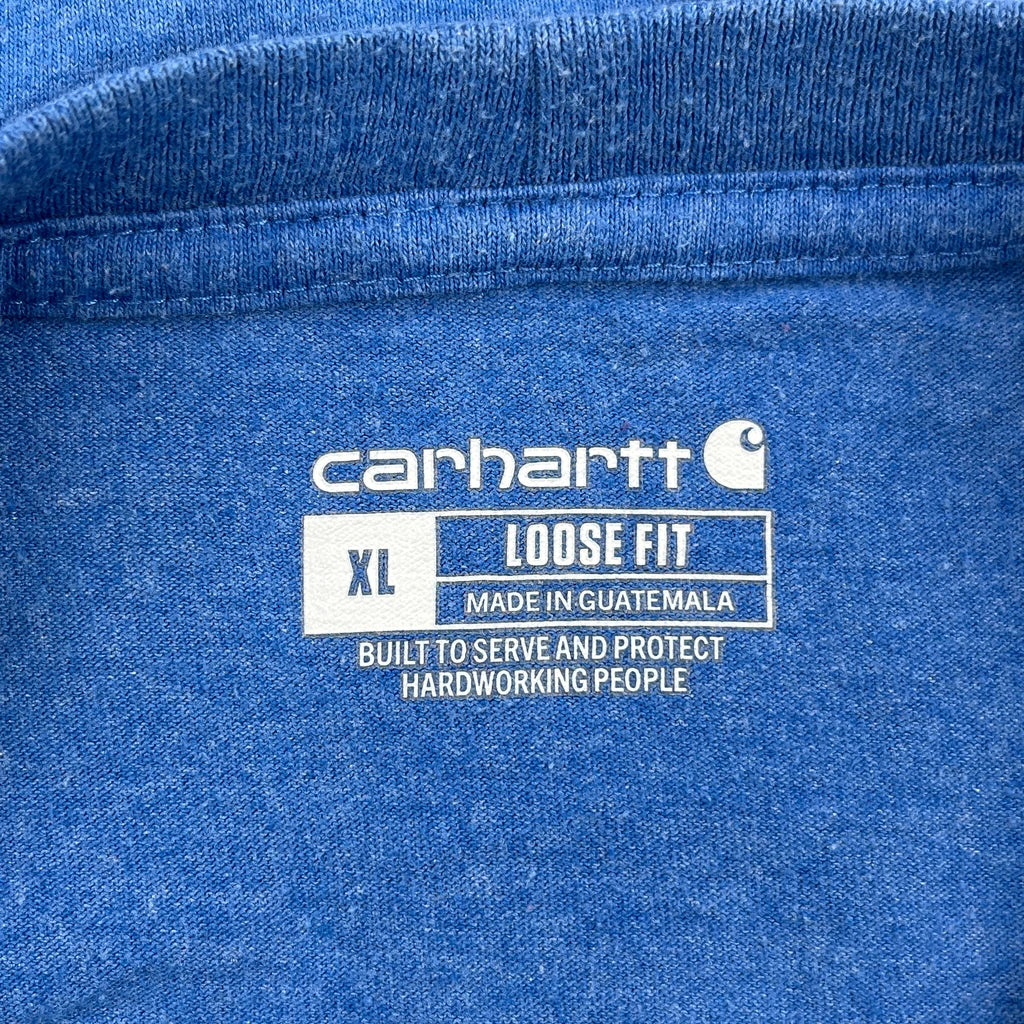 carhartt
XL
LOOSE FIT
MADE IN GUATEMALA
BUILT TO SERVE AND PROTECT
HARDWORKING PEOPLE